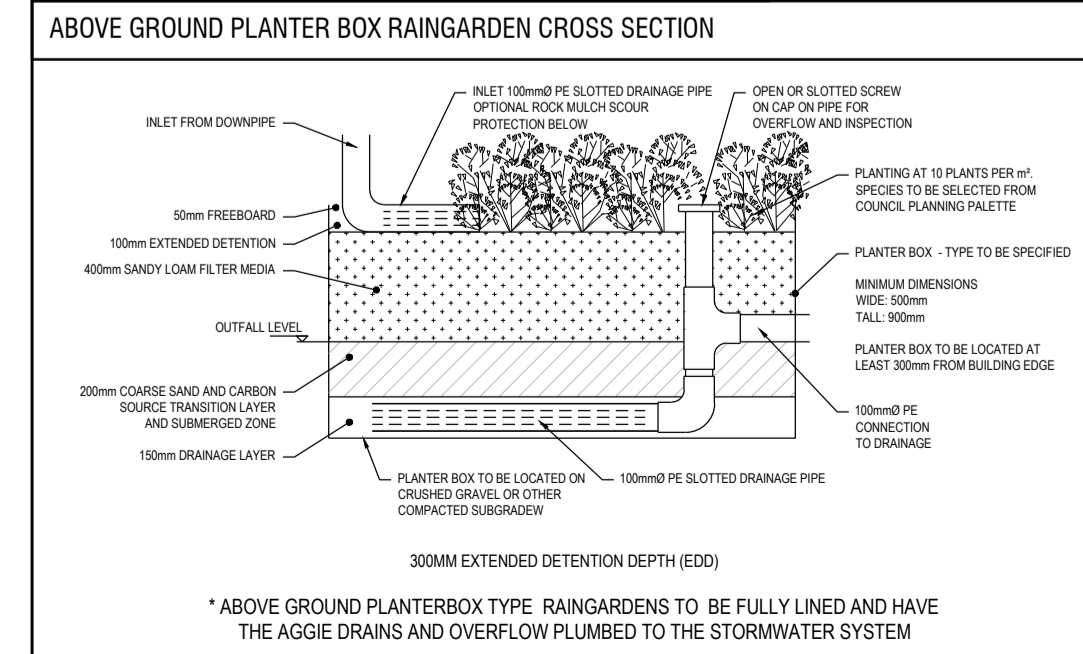 ABOVE GROUND PLANTER BOX RAINGARDEN CROSS SECTION
INLET 100mmØ PE SLOTTED DRAINAGE PIPE
OPTIONAL ROCK MULCH SCOUR
PROTECTION BELOW
OPEN OR SLOTTED SCREW
ON CAP ON PIPE FOR
OVERFLOW AND INSPECTION
INLET FROM DOWNPIPE
PLANTING AT 10 PLANTS PER m².
SPECIES TO BE SELECTED FROM
COUNCIL PLANNING PALETTE
50mm FREEBOARD
100mm EXTENDED DETENTION
400mm SANDY LOAM FILTER MEDIA
PLANTER BOX - TYPE TO BE SPECIFIED
MINIMUM DIMENSIONS
WIDE: 500mm
TALL: 900mm
PLANTER BOX TO BE LOCATED AT
LEAST 300mm FROM BUILDING EDGE
OUTFALL LEVEL
200mm COARSE SAND AND CARBON
SOURCE TRANSITION LAYER
AND SUBMERGED ZONE
100mmØ PE
CONNECTION
TO DRAINAGE
150mm DRAINAGE LAYER
PLANTER BOX TO BE LOCATED ON
CRUSHED GRAVEL OR OTHER
COMPACTED SUBGRADEW
100mmØ PE SLOTTED DRAINAGE PIPE
300MM EXTENDED DETENTION DEPTH (EDD)
* ABOVE GROUND PLANTERBOX TYPE RAINGARDENS TO BE FULLY LINED AND HAVE
THE AGGIE DRAINS AND OVERFLOW PLUMBED TO THE STORMWATER SYSTEM